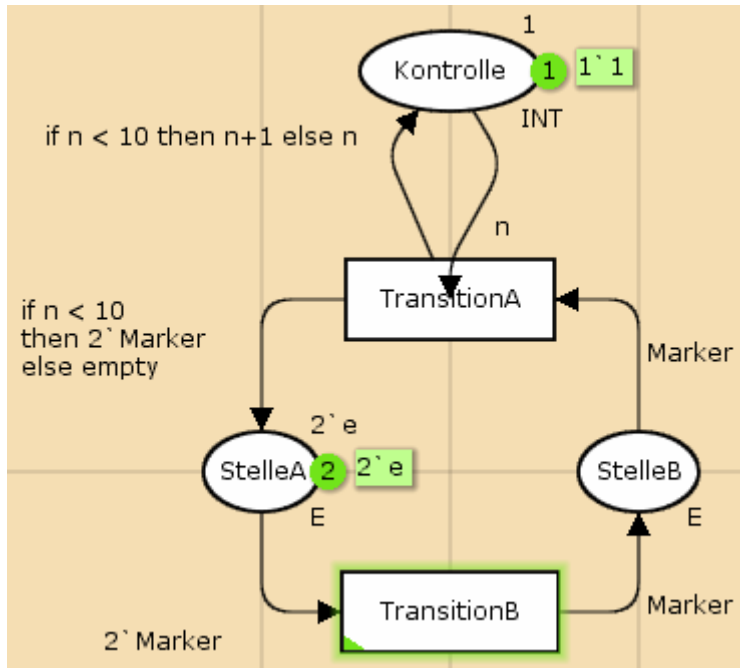 1
Kontrolle
1
1`1
INT
if n < 10 then n+1 else n
n
TransitionA
if n < 10
then 2`Marker
else empty
Marker
2`e
StelleA
2
2`e
E
StelleB
E
TransitionB
Marker
2`Marker